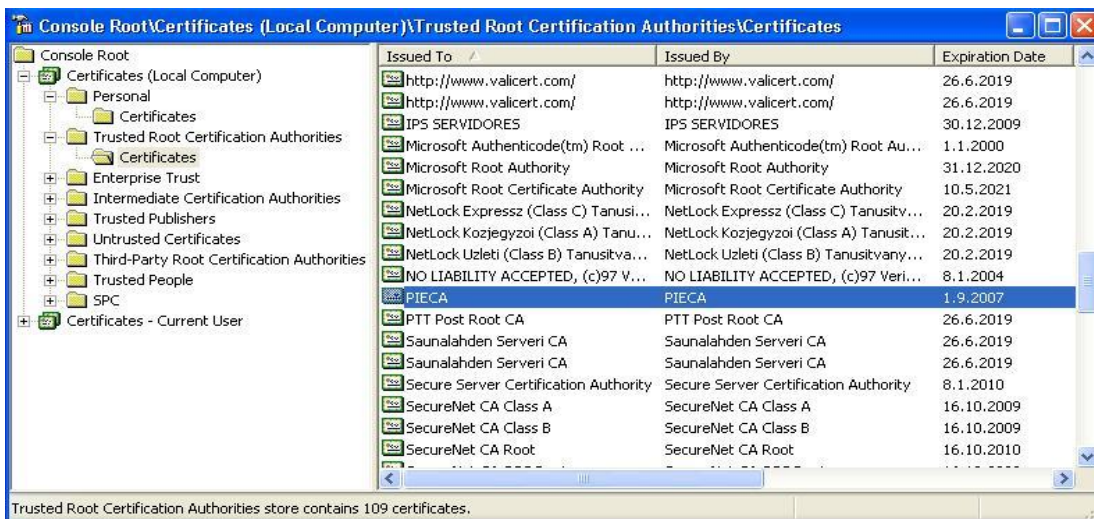 Console Root\Certificates (Local Computer)\Trusted Root Certification Authorities\Certificates
Console Root
Certificates (Local Computer)
Personal
Certificates
Trusted Root Certification Authorities
Certificates
Enterprise Trust
Intermediate Certification Authorities
Trusted Publishers
Untrusted Certificates
Third-Party Root Certification Authorities
Trusted People
SPC
Certificates - Current User
Issued To Issued By Expiration Date
http://www.valicert.com/ http://www.valicert.com/ 26.6.2019
http://www.valicert.com/ http://www.valicert.com/ 26.6.2019
IPS SERVIDORES IPS SERVIDORES 30.12.2009
Microsoft Authenticode(tm) Root ... Microsoft Authenticode(tm) Root Au... 1.1.2000
Microsoft Root Authority Microsoft Root Authority 31.12.2020
Microsoft Root Certificate Authority Microsoft Root Certificate Authority 10.5.2021
NetLock Expressz (Class C) Tanusi... NetLock Expressz (Class C) Tanusitv... 20.2.2019
NetLock Kozjegyzoi (Class A) Tanu... NetLock Kozjegyzoi (Class A) Tanusit... 20.2.2019
NetLock Uzleti (Class B) Tanusitva... NetLock Uzleti (Class B) Tanusitvany... 20.2.2019
NO LIABILITY ACCEPTED, (c)97 V... NO LIABILITY ACCEPTED, (c)97 Veri... 8.1.2004
PIECA PIECA 1.9.2007
PTT Post Root CA PTT Post Root CA 26.6.2019
Saunalahden Serveri CA Saunalahden Serveri CA 26.6.2019
Saunalahden Serveri CA Saunalahden Serveri CA 26.6.2019
Secure Server Certification Authority Secure Server Certification Authority 8.1.2010
SecureNet CA Class A SecureNet CA Class A 16.10.2009
SecureNet CA Class B SecureNet CA Class B 16.10.2009
SecureNet CA Root SecureNet CA Root 16.10.2010
Trusted Root Certification Authorities store contains 109 certificates.